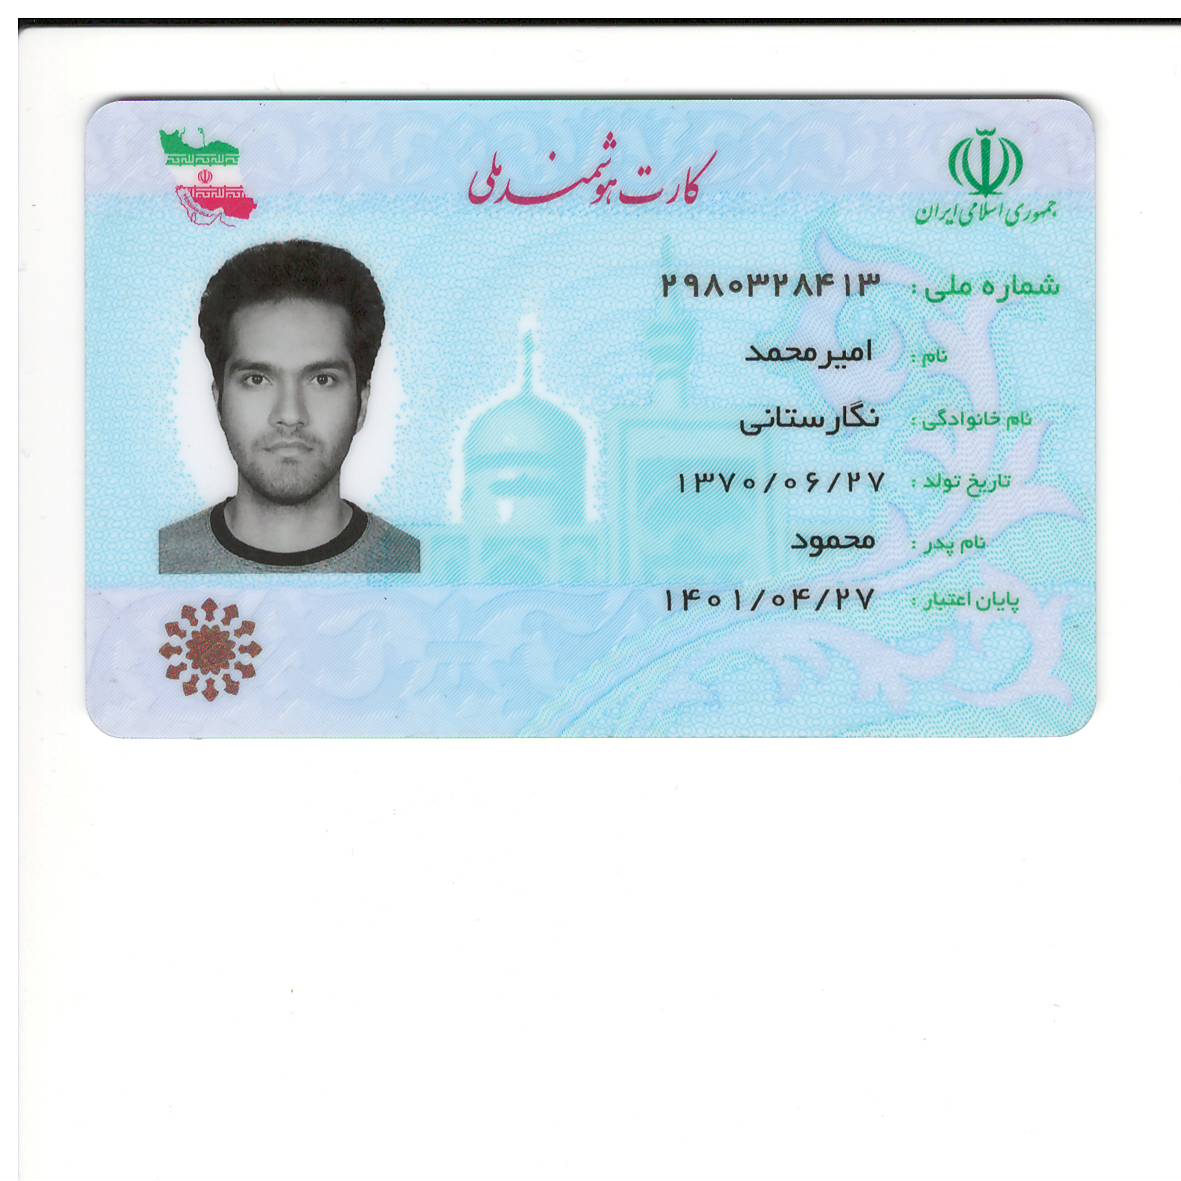 کارت هوشمند ملی
جمهوری اسلامی ایران
شماره ملی : ۲۹۸۰۳۲۸۴۱۳
نام : امیرمحمد
نام خانوادگی : نگارستانی
تاریخ تولد : ۱۳۷۰/۰۶/۲۷
نام پدر : محمود
پایان اعتبار : ۱۴۰۱/۰۴/۲۷